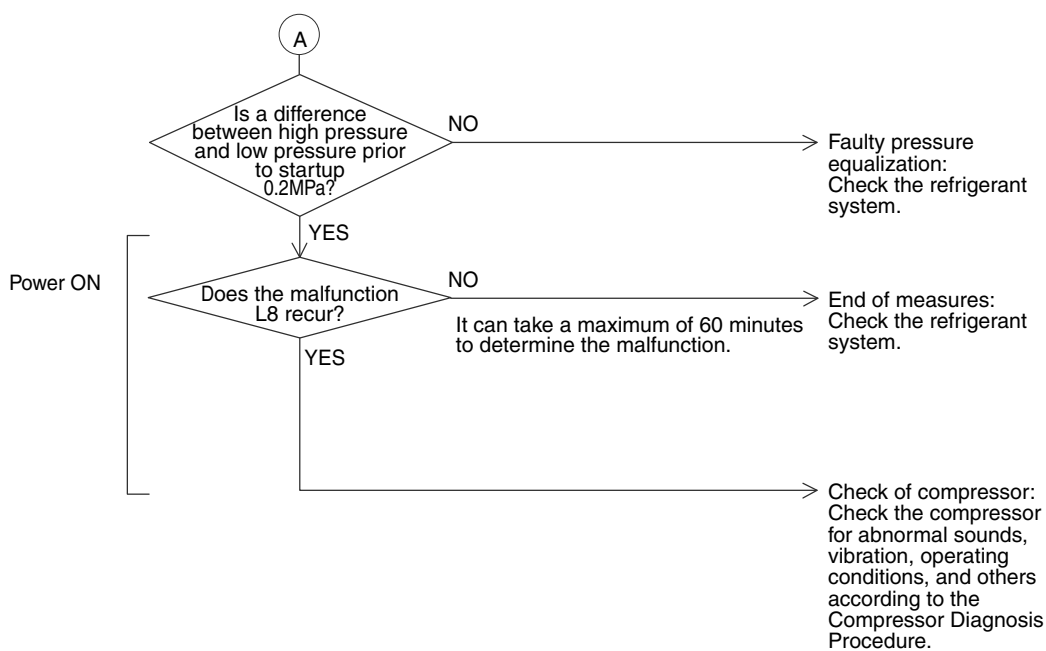 A
Is a difference
between high pressure
and low pressure prior
to startup
0.2MPa?
NO
Faulty pressure
equalization:
Check the refrigerant
system.
YES
Power ON
Does the malfunction
L8 recur?
NO
It can take a maximum of 60 minutes
to determine the malfunction.
End of measures:
Check the refrigerant
system.
YES
Check of compressor:
Check the compressor
for abnormal sounds,
vibration, operating
conditions, and others
according to the
Compressor Diagnosis
Procedure.